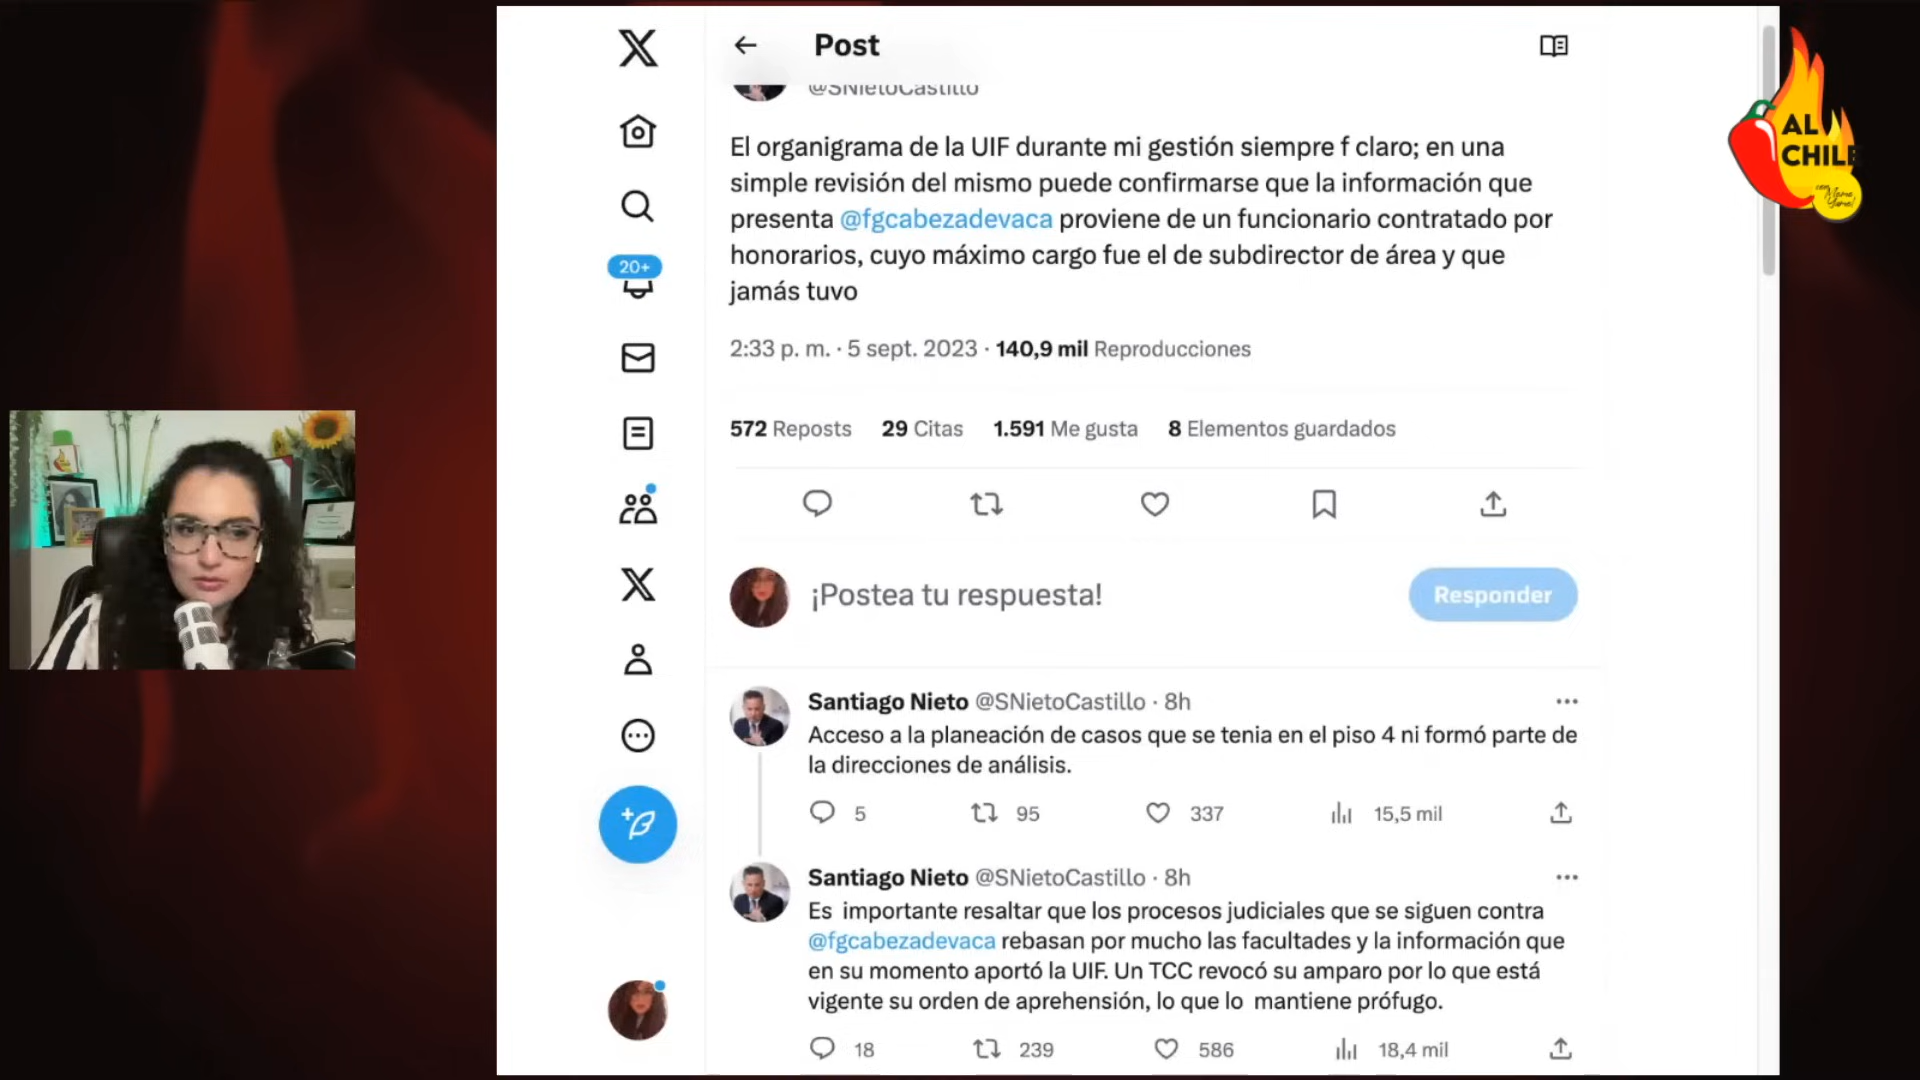 Post
@SNietoCastillo
El organigrama de la UIF durante mi gestión siempre f claro; en una
simple revisión del mismo puede confirmarse que la información que
presenta @fgcabezadevaca proviene de un funcionario contratado por
honorarios, cuyo máximo cargo fue el de subdirector de área y que
jamás tuvo
2:33 p. m. · 5 sept. 2023 · 140,9 mil Reproducciones
572 Reposts 29 Citas 1.591 Me gusta 8 Elementos guardados
20+
¡Postea tu respuesta!
Responder
Santiago Nieto @SNietoCastillo · 8h
Acceso a la planeación de casos que se tenia en el piso 4 ni formó parte de
la direcciones de análisis.
5 95 337 15,5 mil
Santiago Nieto @SNietoCastillo · 8h
Es importante resaltar que los procesos judiciales que se siguen contra
@fgcabezadevaca rebasan por mucho las facultades y la información que
en su momento aportó la UIF. Un TCC revocó su amparo por lo que está
vigente su orden de aprehensión, lo que lo mantiene prófugo.
18 239 586 18,4 mil
AL
CHILE
con